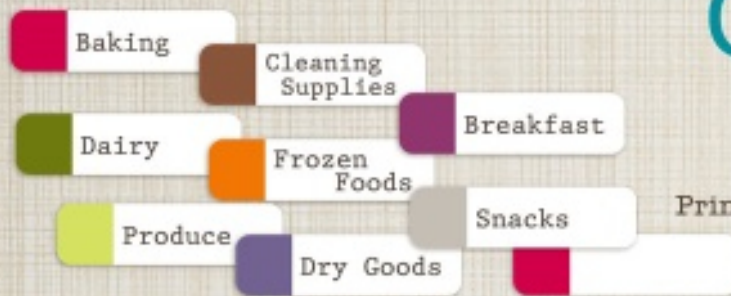 Baking
Cleaning
Supplies
Breakfast
Dairy
Frozen
Foods
Snacks
Produce
Dry Goods